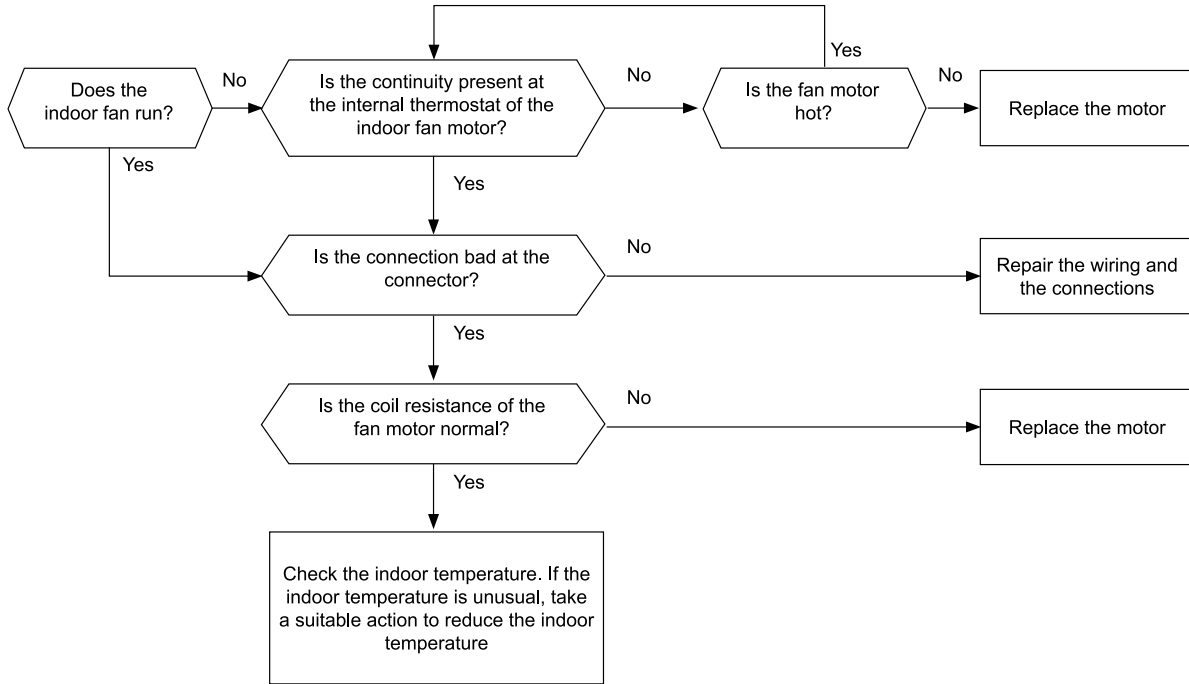 Yes
Does the
indoor fan run?
No
Is the continuity present at
the internal thermostat of the
indoor fan motor?
No
Is the fan motor
hot?
No
Replace the motor
Yes
Yes
Is the connection bad at the
connector?
No
Repair the wiring and
the connections
Yes
Is the coil resistance of the
fan motor normal?
No
Replace the motor
Yes
Check the indoor temperature. If the
indoor temperature is unusual, take
a suitable action to reduce the indoor
temperature